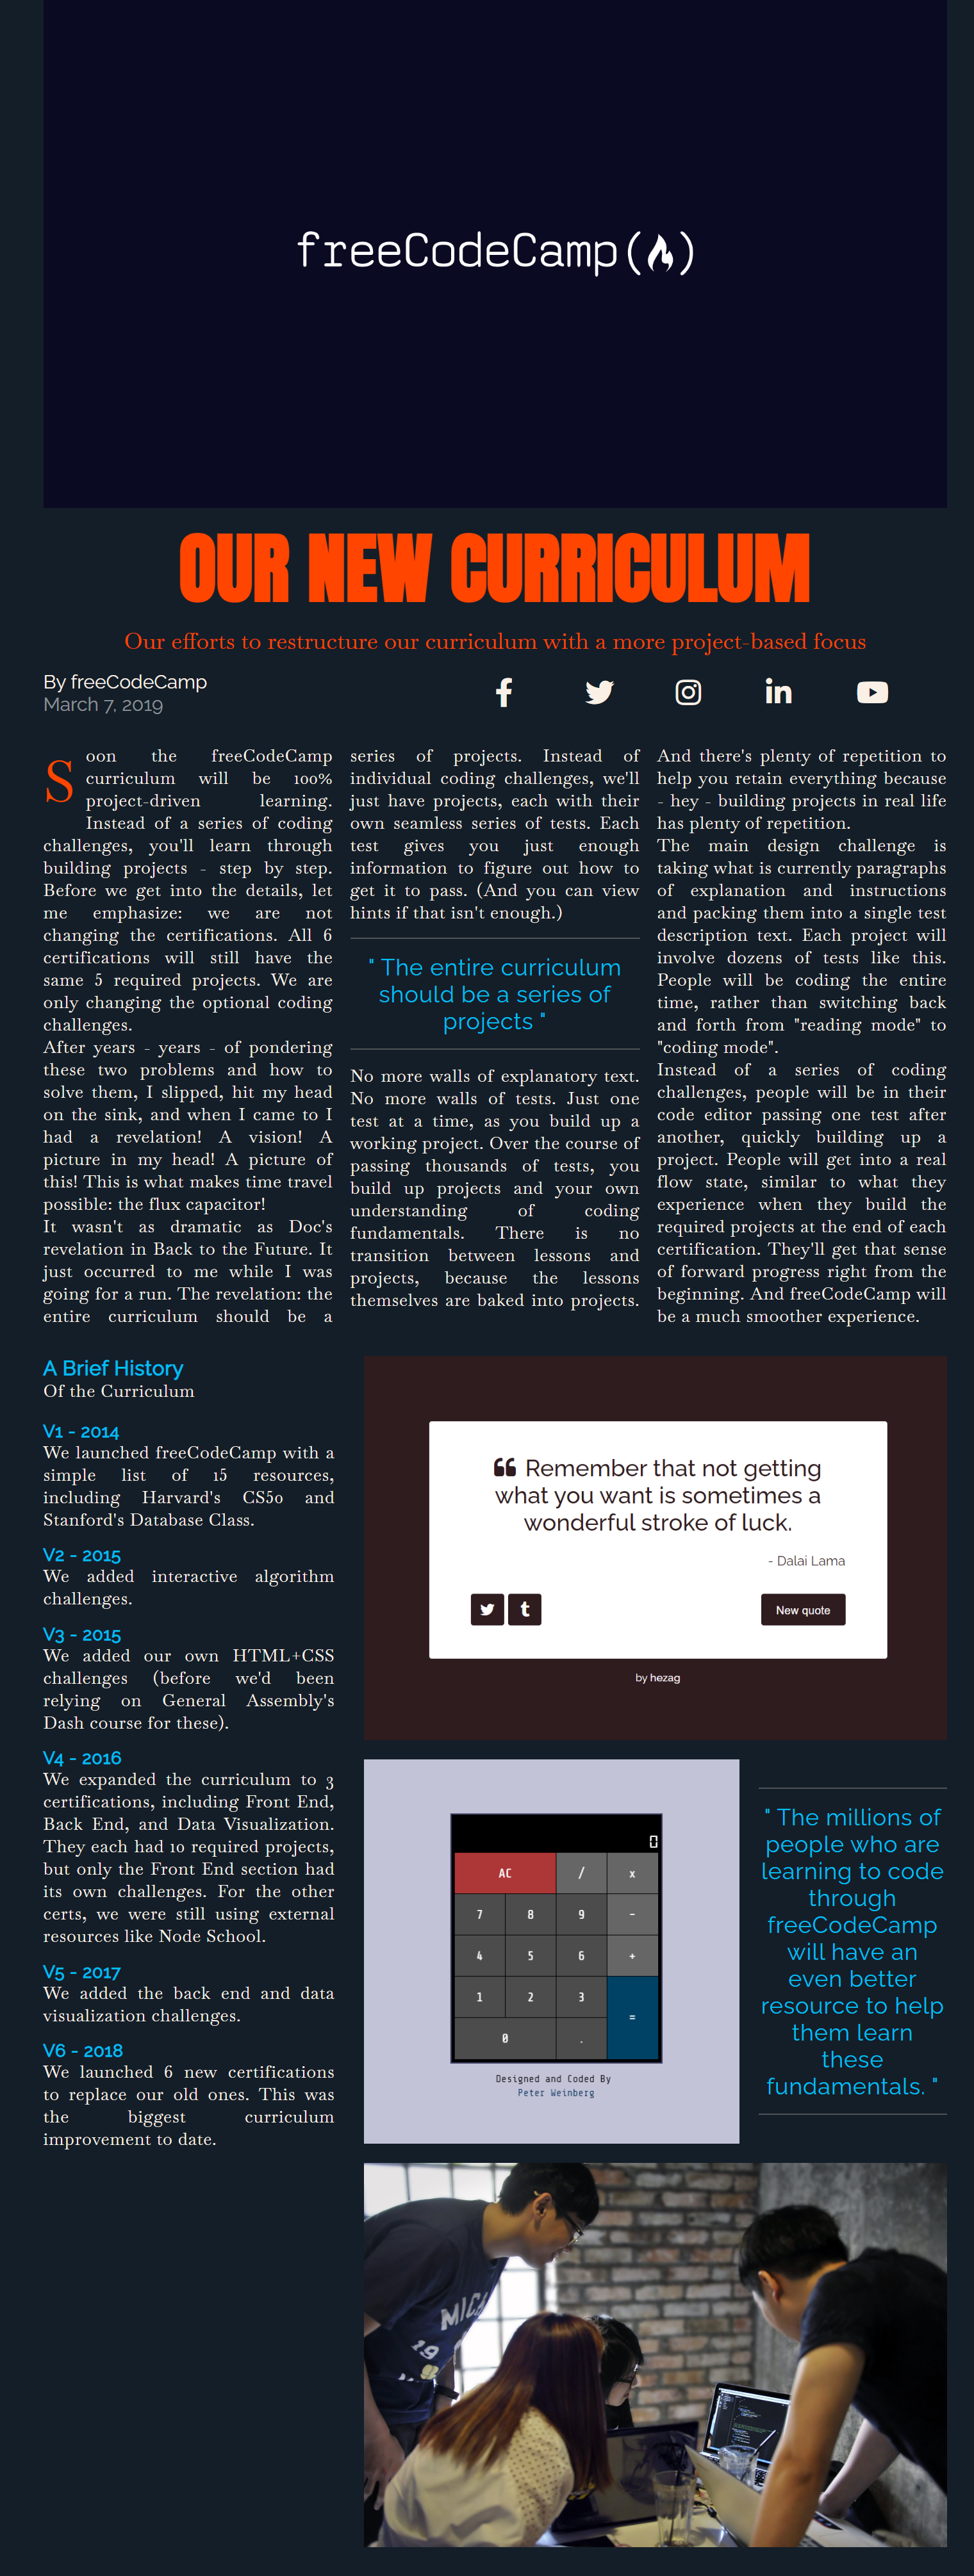 freeCodeCamp(🔥)
OUR NEW CURRICULUM
Our efforts to restructure our curriculum with a more project-based focus
By freeCodeCamp
March 7, 2019
Soon the freeCodeCamp
curriculum will be 100%
project-driven learning.
Instead of a series of coding
challenges, you'll learn through
building projects - step by step.
Before we get into the details, let
me emphasize: we are not
changing the certifications. All 6
certifications will still have the
same 5 required projects. We are
only changing the optional coding
challenges.
After years - years - of pondering
these two problems and how to
solve them, I slipped, hit my head
on the sink, and when I came to I
had a revelation! A vision! A
picture in my head! A picture of
this! This is what makes time travel
possible: the flux capacitor!
It wasn't as dramatic as Doc's
revelation in Back to the Future. It
just occurred to me while I was
going for a run. The revelation: the
entire curriculum should be a
series of projects. Instead of
individual coding challenges, we'll
just have projects, each with their
own seamless series of tests. Each
test gives you just enough
information to figure out how to
get it to pass. (And you can view
hints if that isn't enough.)
" The entire curriculum
should be a series of
projects "
No more walls of explanatory text.
No more walls of tests. Just one
test at a time, as you build up a
working project. Over the course of
passing thousands of tests, you
build up projects and your own
understanding of coding
fundamentals. There is no
transition between lessons and
projects, because the lessons
themselves are baked into projects.
And there's plenty of repetition to
help you retain everything because
- hey - building projects in real life
has plenty of repetition.
The main design challenge is
taking what is currently paragraphs
of explanation and instructions
and packing them into a single test
description text. Each project will
involve dozens of tests like this.
People will be coding the entire
time, rather than switching back
and forth from "reading mode" to
"coding mode".
Instead of a series of coding
challenges, people will be in their
code editor passing one test after
another, quickly building up a
project. People will get into a real
flow state, similar to what they
experience when they build the
required projects at the end of each
certification. They'll get that sense
of forward progress right from the
beginning. And freeCodeCamp will
be a much smoother experience.
A Brief History
Of the Curriculum
V1 - 2014
We launched freeCodeCamp with a
simple list of 15 resources,
including Harvard's CS50 and
Stanford's Database Class.
V2 - 2015
We added interactive algorithm
challenges.
V3 - 2015
We added our own HTML+CSS
challenges (before we'd been
relying on General Assembly's
Dash course for these).
V4 - 2016
We expanded the curriculum to 3
certifications, including Front End,
Back End, and Data Visualization.
They each had 10 required projects,
but only the Front End section had
its own challenges. For the other
certs, we were still using external
resources like Node School.
V5 - 2017
We added the back end and data
visualization challenges.
V6 - 2018
We launched 6 new certifications
to replace our old ones. This was
the biggest curriculum
improvement to date.
“ Remember that not getting
what you want is sometimes a
wonderful stroke of luck.
- Dalai Lama
New quote
by hezag
0
AC / x
7 8 9 -
4 5 6 +
1 2 3 =
0 .
Designed and Coded By
Peter Weinberg
" The millions of
people who are
learning to code
through
freeCodeCamp
will have an
even better
resource to help
them learn
these
fundamentals. "
19